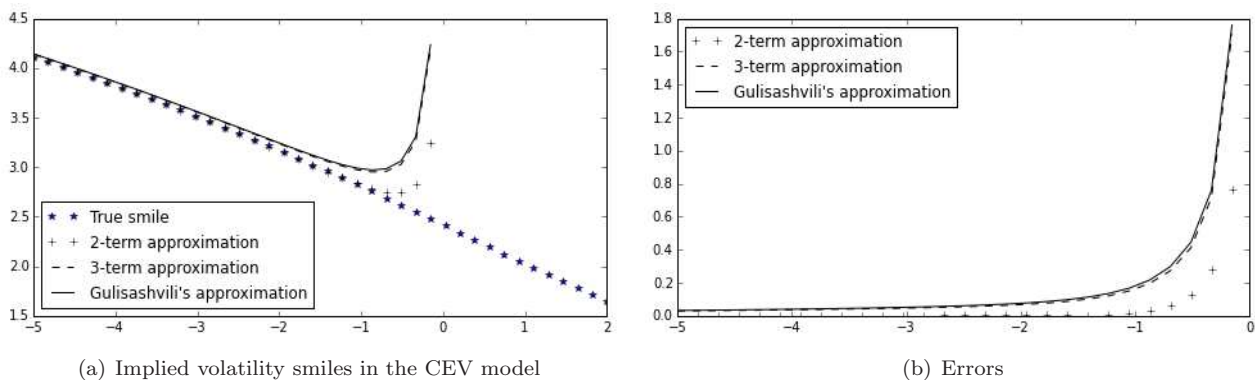 4.5
4.0
3.5
3.0
2.5
2.0
1.5
True smile
2-term approximation
3-term approximation
Gulisashvili's approximation
−5 −4 −3 −2 −1 0 1 2
(a) Implied volatility smiles in the CEV model
1.8
1.6
1.4
1.2
1.0
0.8
0.6
0.4
0.2
0.0
2-term approximation
3-term approximation
Gulisashvili's approximation
−5 −4 −3 −2 −1 0
(b) Errors